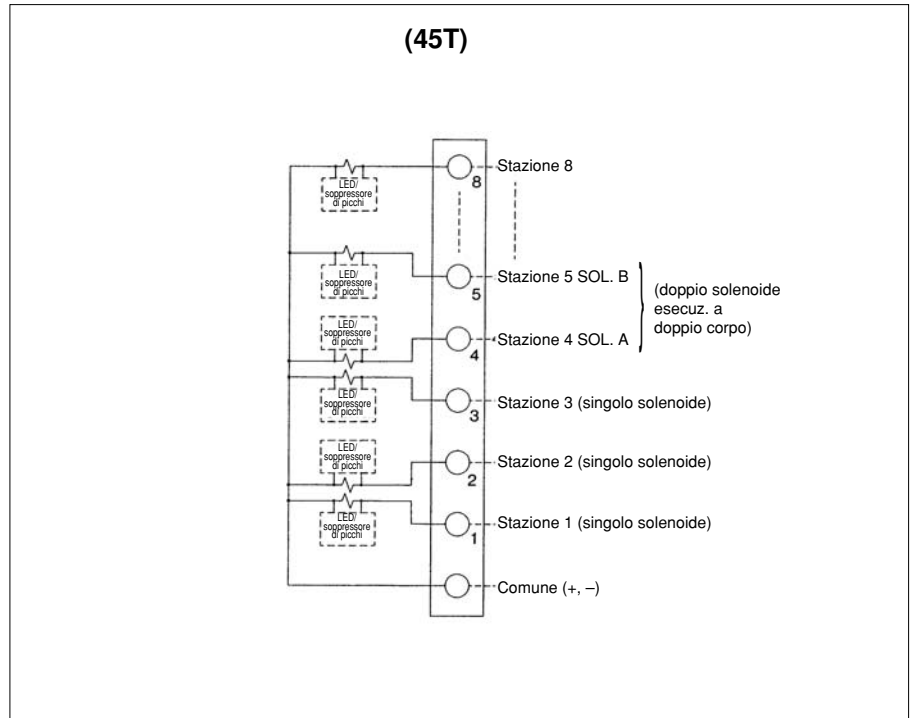 (45T)
LED/
soppressore
di picchi
8
Stazione 8
LED/
soppressore
di picchi
5
Stazione 5 SOL. B
(doppio solenoide
esecuz. a
doppio corpo)
LED/
soppressore
di picchi
4
Stazione 4 SOL. A
LED/
soppressore
di picchi
3
Stazione 3 (singolo solenoide)
LED/
soppressore
di picchi
2
Stazione 2 (singolo solenoide)
LED/
soppressore
di picchi
1
Stazione 1 (singolo solenoide)
Comune (+, –)